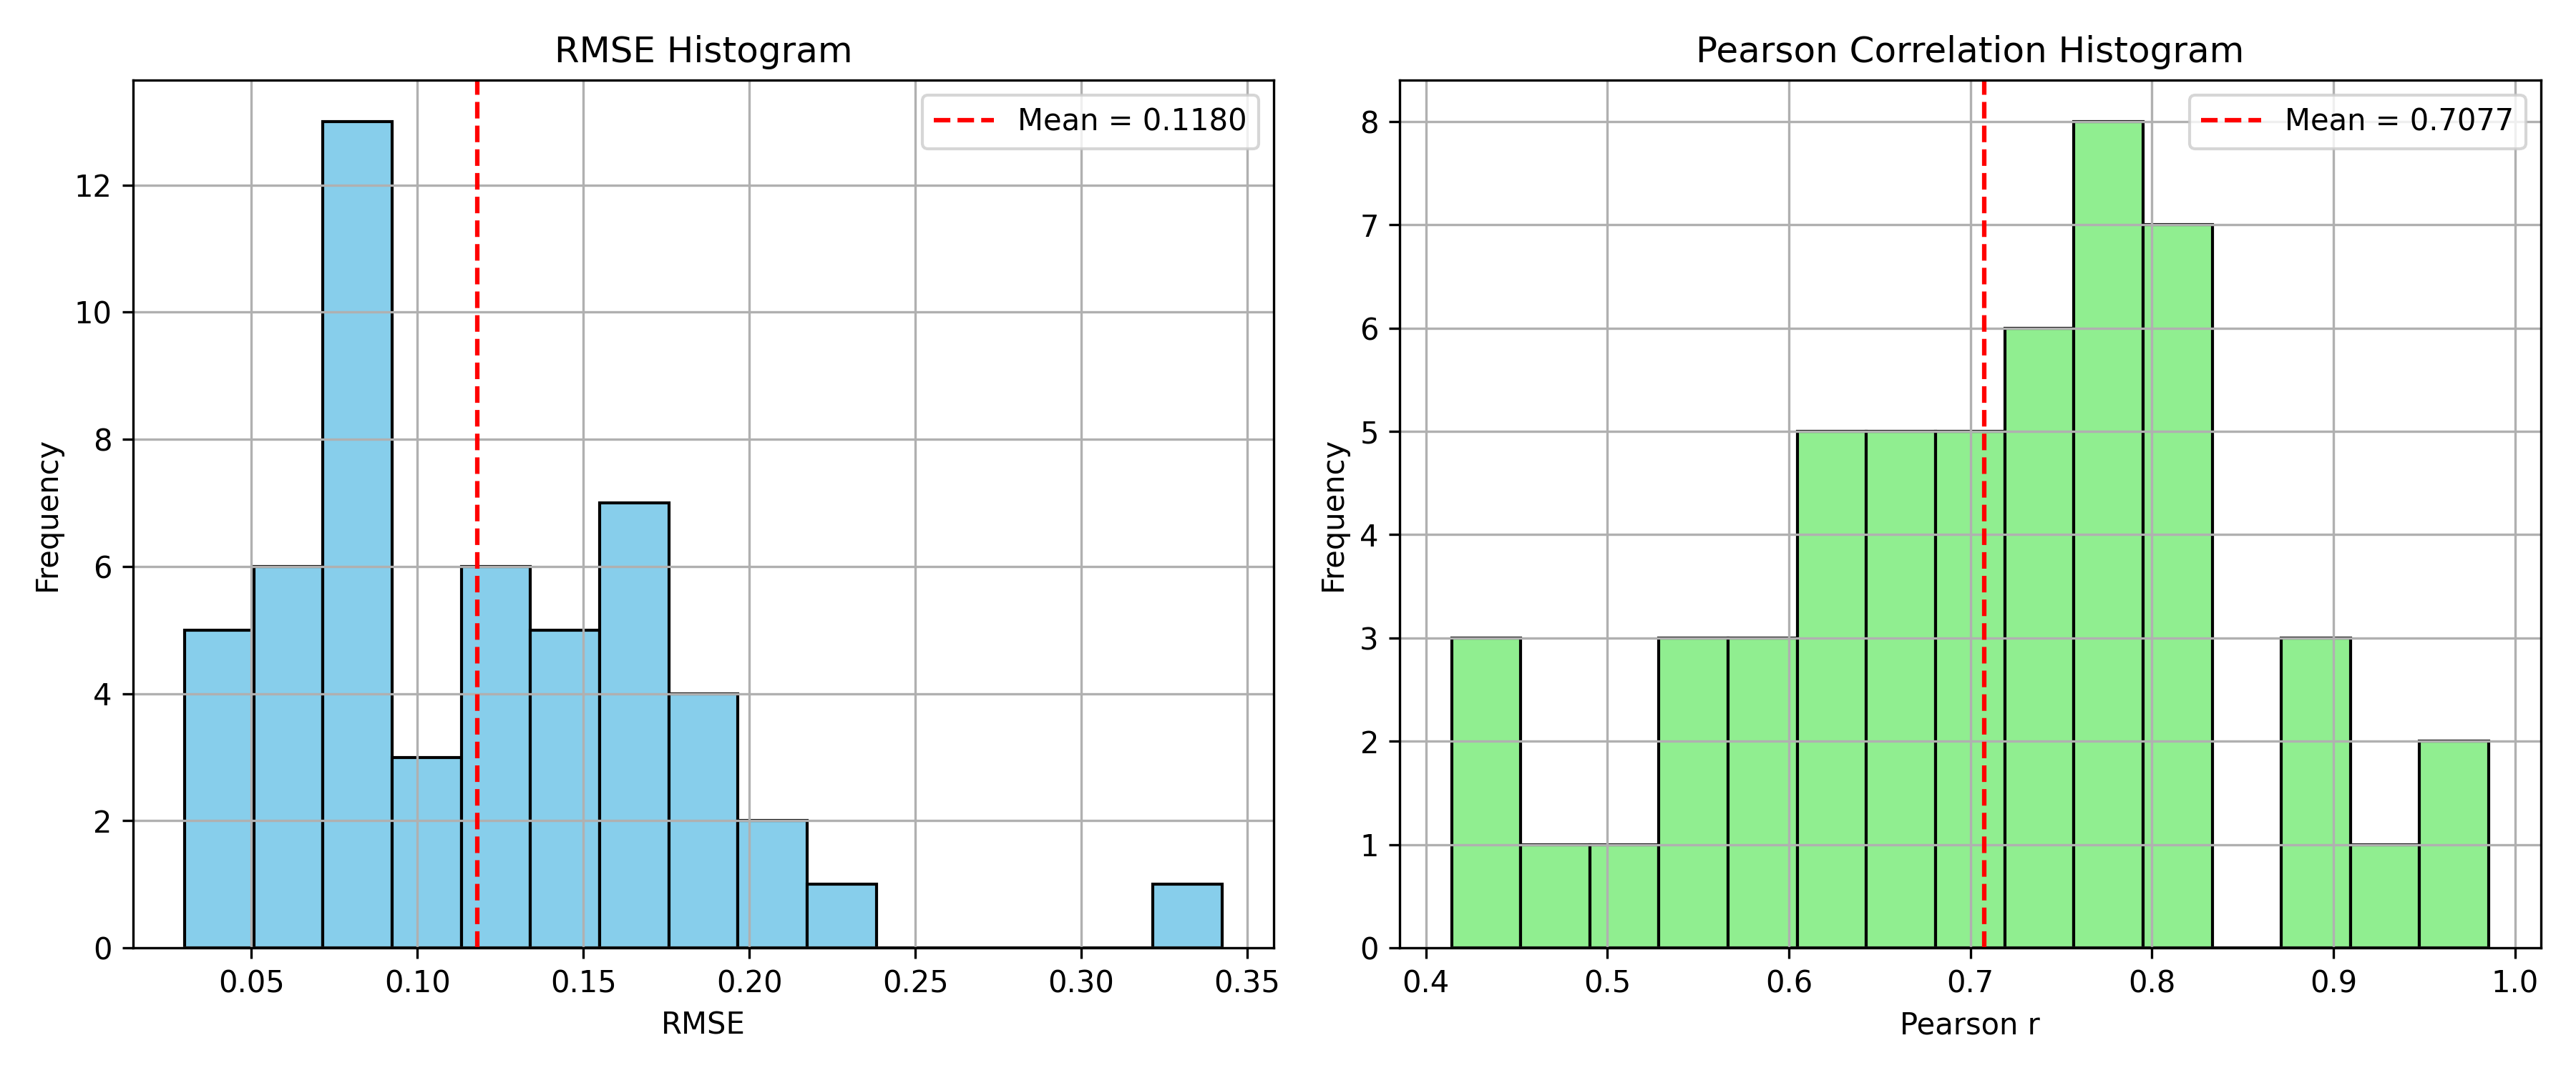 RMSE Histogram
Mean = 0.1180
Frequency
12
10
8
6
4
2
0
0.05 0.10 0.15 0.20 0.25 0.30 0.35
RMSE
Pearson Correlation Histogram
Mean = 0.7077
Frequency
8
7
6
5
4
3
2
1
0
0.4 0.5 0.6 0.7 0.8 0.9 1.0
Pearson r